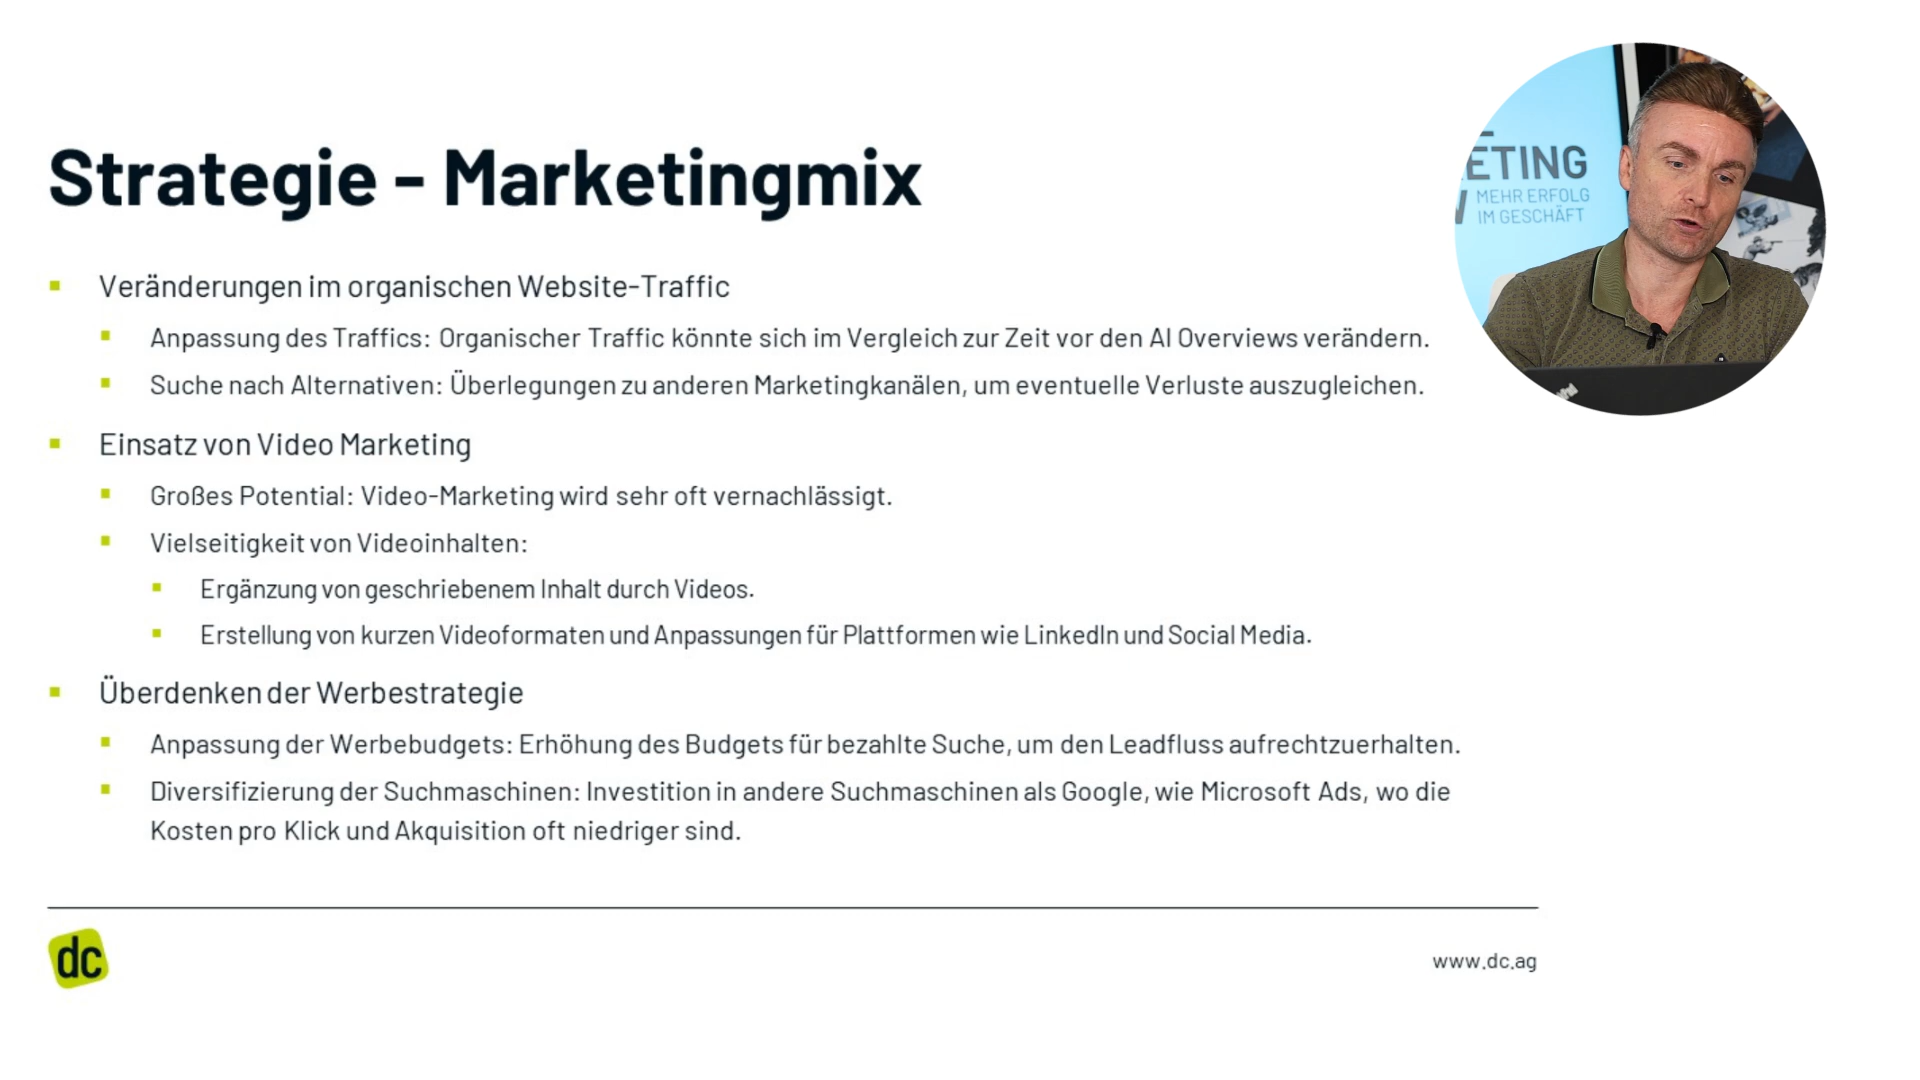 Strategie - Marketingmix
ETING
MEHR ERFOLG
IM GESCHÄFT
Veränderungen im organischen Website-Traffic
Anpassung des Traffics: Organischer Traffic könnte sich im Vergleich zur Zeit vor den AI Overviews verändern.
Suche nach Alternativen: Überlegungen zu anderen Marketingkanälen, um eventuelle Verluste auszugleichen.
Einsatz von Video Marketing
Großes Potential: Video-Marketing wird sehr oft vernachlässigt.
Vielseitigkeit von Videoinhalten:
Ergänzung von geschriebenem Inhalt durch Videos.
Erstellung von kurzen Videoformaten und Anpassungen für Plattformen wie LinkedIn und Social Media.
Überdenken der Werbestrategie
Anpassung der Werbebudgets: Erhöhung des Budgets für bezahlte Suche, um den Leadfluss aufrechtzuerhalten.
Diversifizierung der Suchmaschinen: Investition in andere Suchmaschinen als Google, wie Microsoft Ads, wo die
Kosten pro Klick und Akquisition oft niedriger sind.
dc
www.dc.ag